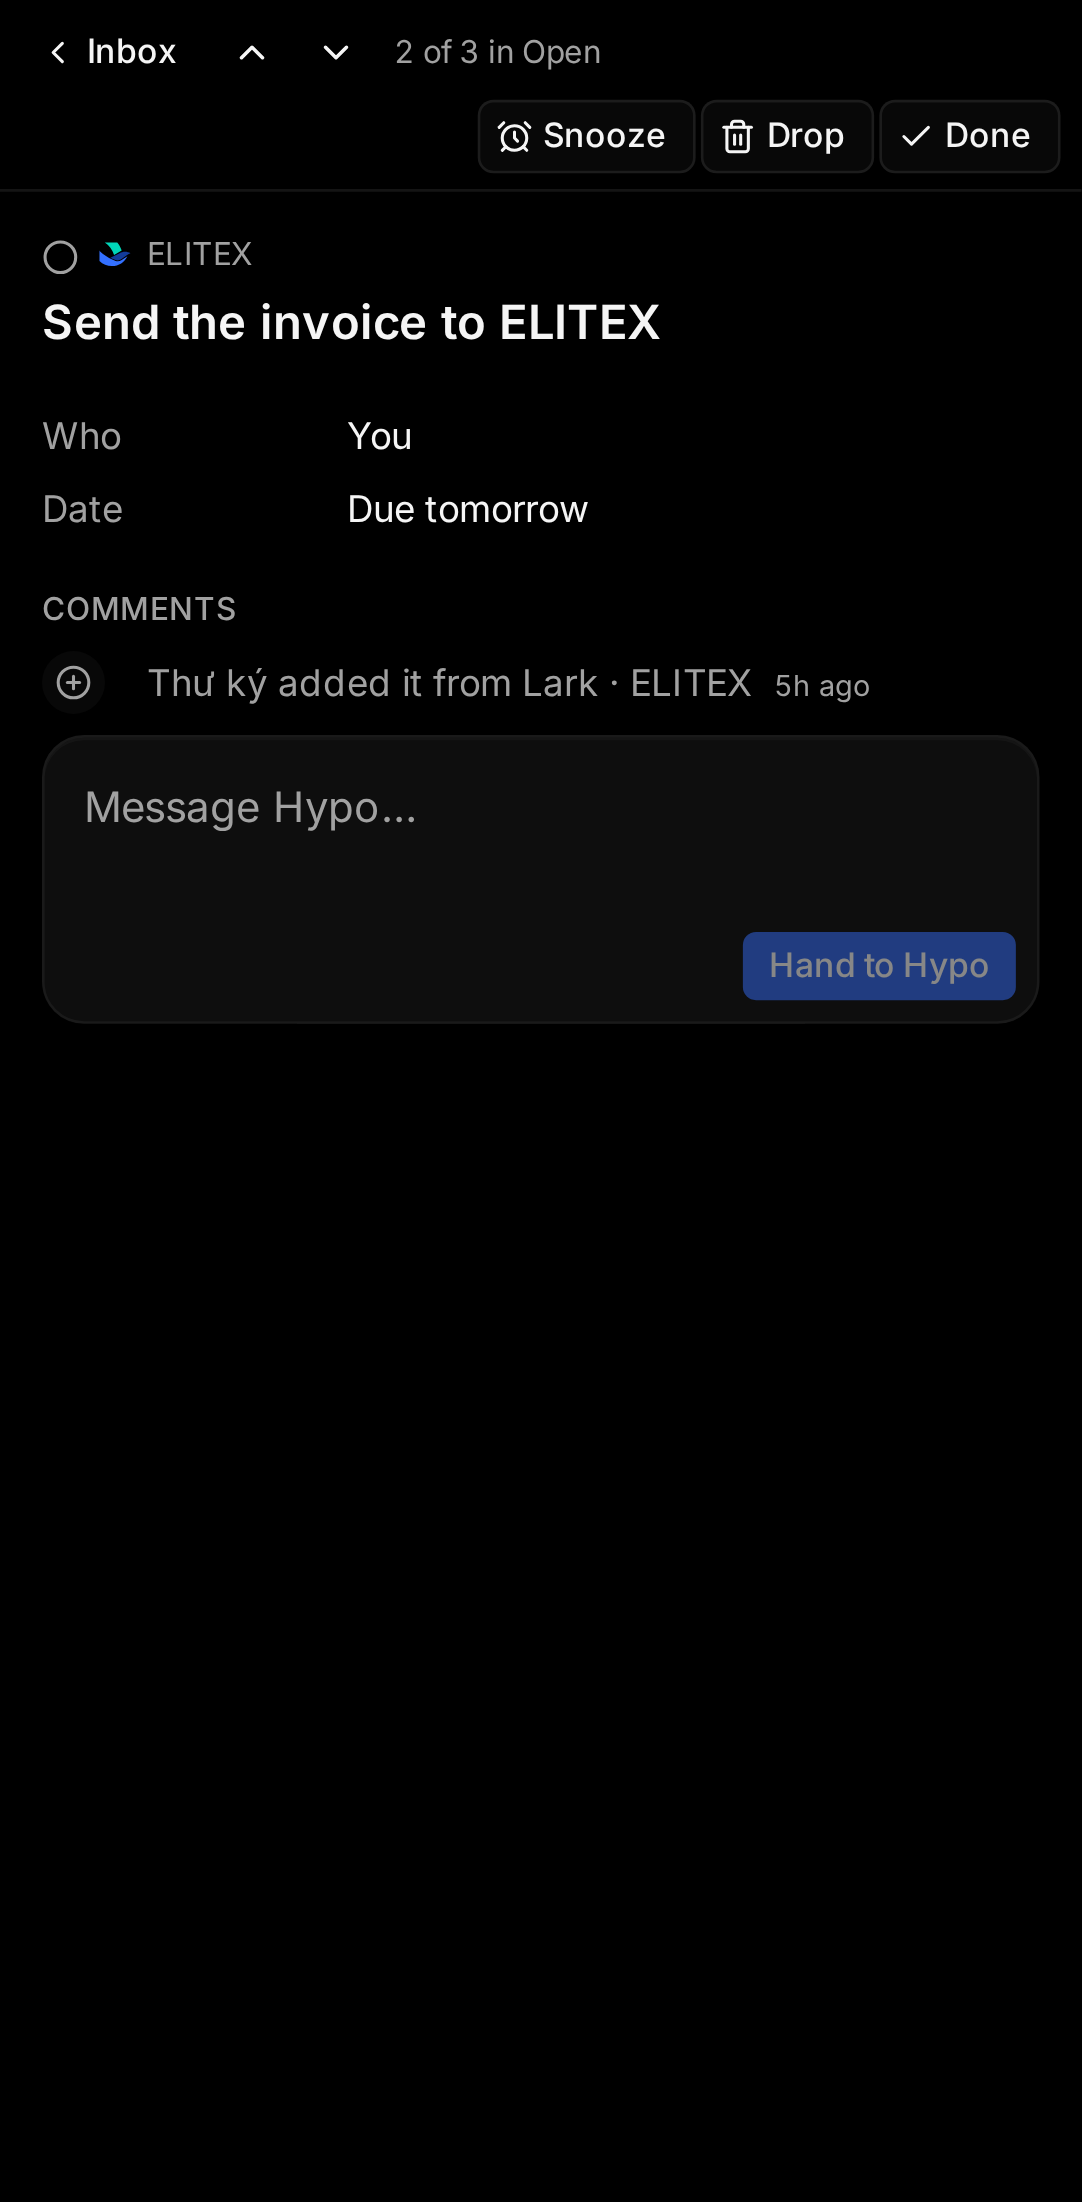 Inbox
2 of 3 in Open
Snooze
Drop
Done
ELITEX
Send the invoice to ELITEX
Who You
Date Due tomorrow
COMMENTS
Thư ký added it from Lark · ELITEX 5h ago
Message Hypo...
Hand to Hypo